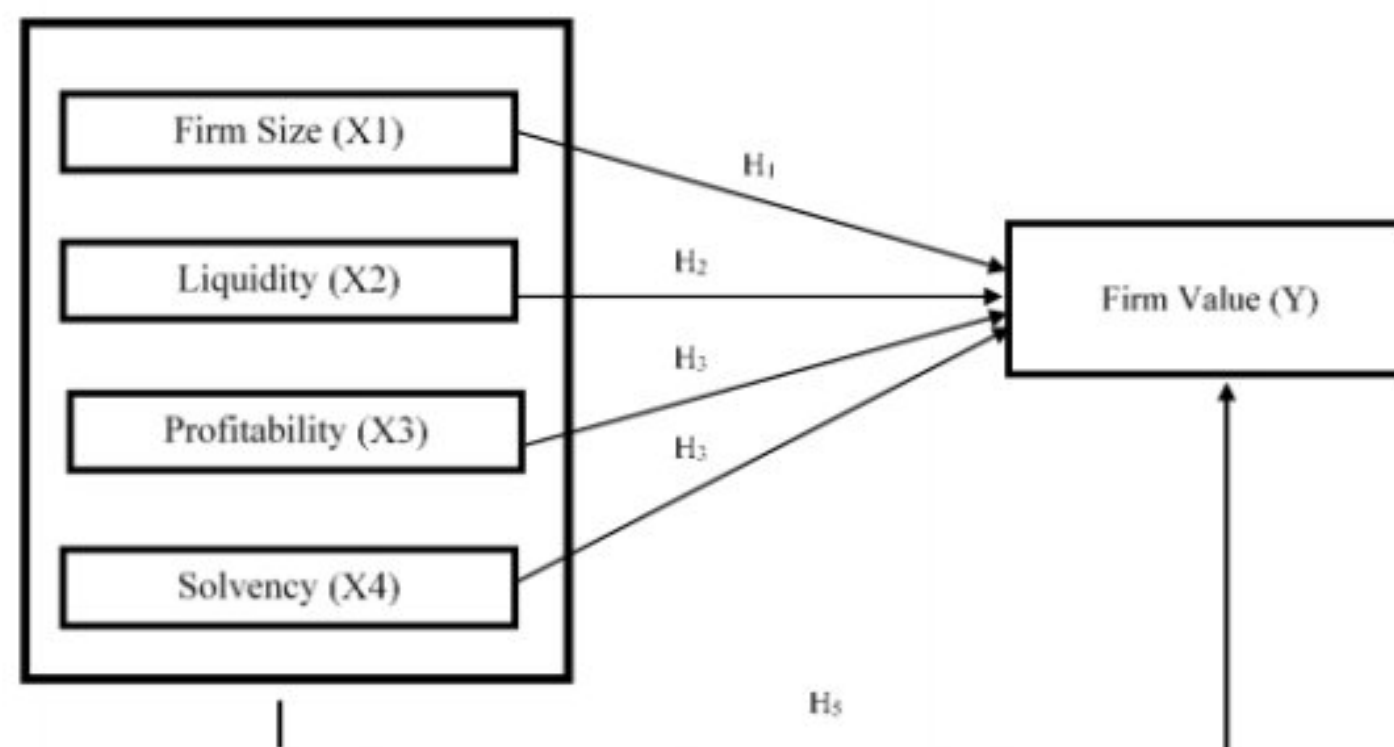 Firm Size (X1)
H₁
Liquidity (X2)
H₂
Firm Value (Y)
H₃
Profitability (X3)
H₃
Solvency (X4)
H₅